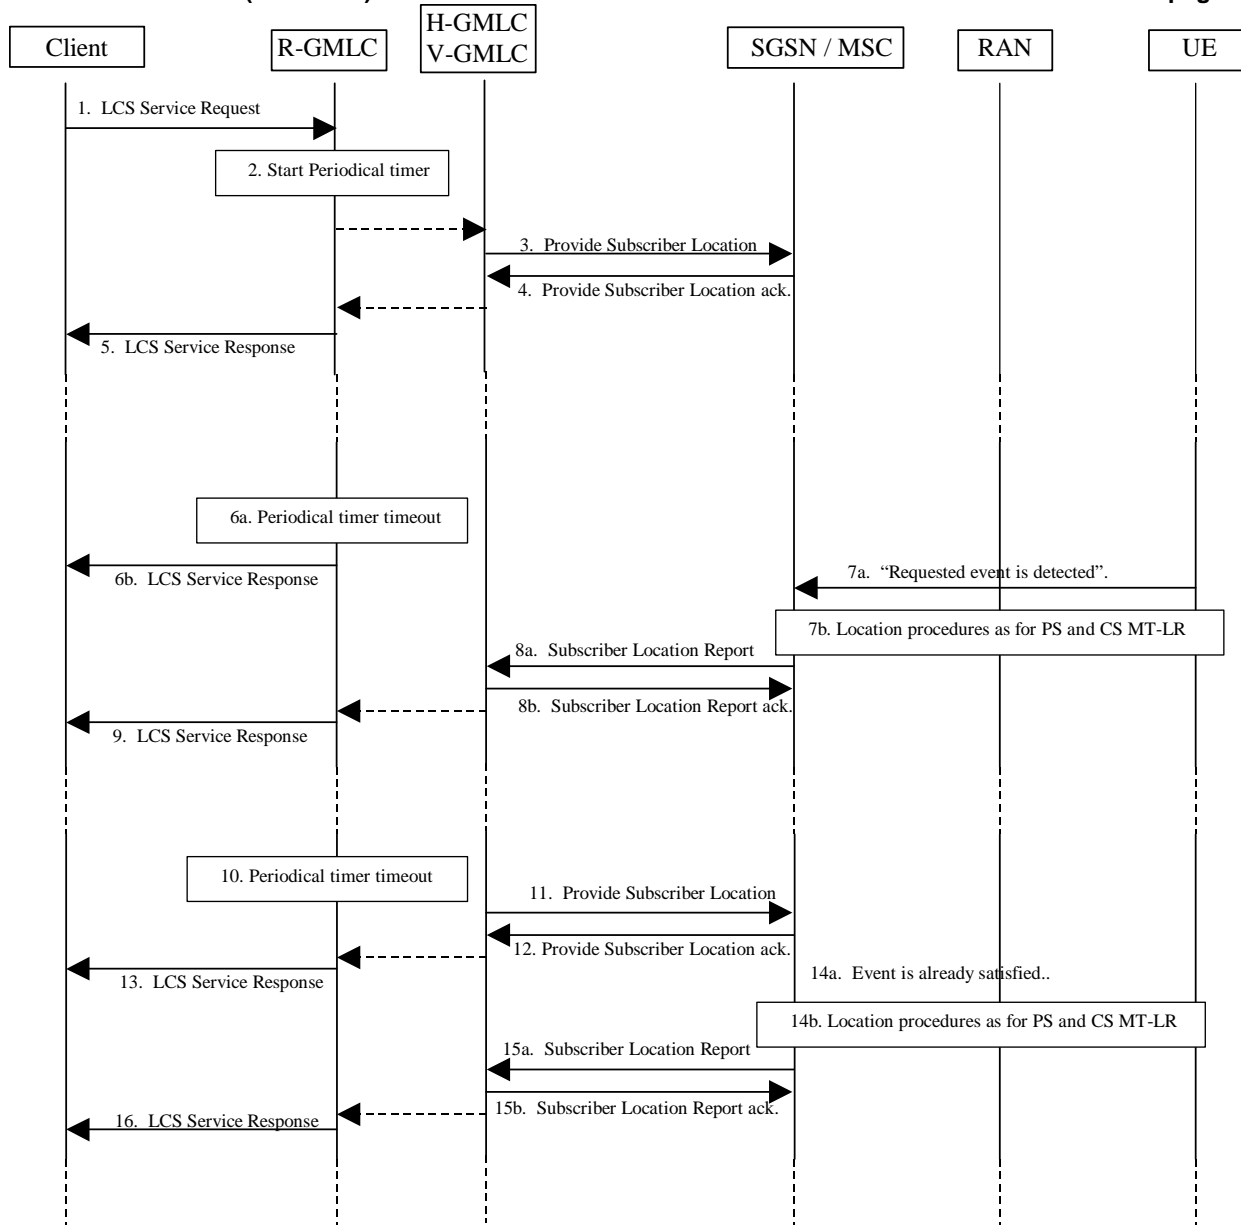 Client
R-GMLC
H-GMLC
V-GMLC
SGSN / MSC
RAN
UE
1. LCS Service Request
2. Start Periodical timer
3. Provide Subscriber Location
4. Provide Subscriber Location ack.
5. LCS Service Response
6a. Periodical timer timeout
6b. LCS Service Response
7a. “Requested event is detected”.
7b. Location procedures as for PS and CS MT-LR
8a. Subscriber Location Report
8b. Subscriber Location Report ack.
9. LCS Service Response
10. Periodical timer timeout
11. Provide Subscriber Location
12. Provide Subscriber Location ack.
13. LCS Service Response
14a. Event is already satisfied..
14b. Location procedures as for PS and CS MT-LR
15a. Subscriber Location Report
15b. Subscriber Location Report ack.
16. LCS Service Response